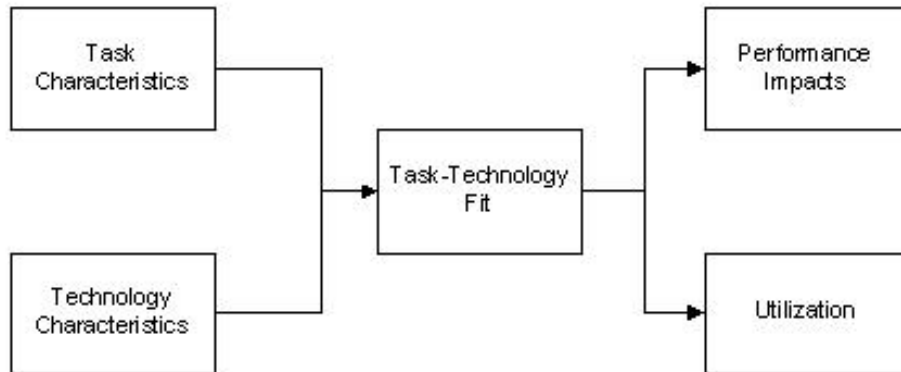 Task
Characteristics
Performance
Impacts
Task-Technology
Fit
Technology
Characteristics
Utilization